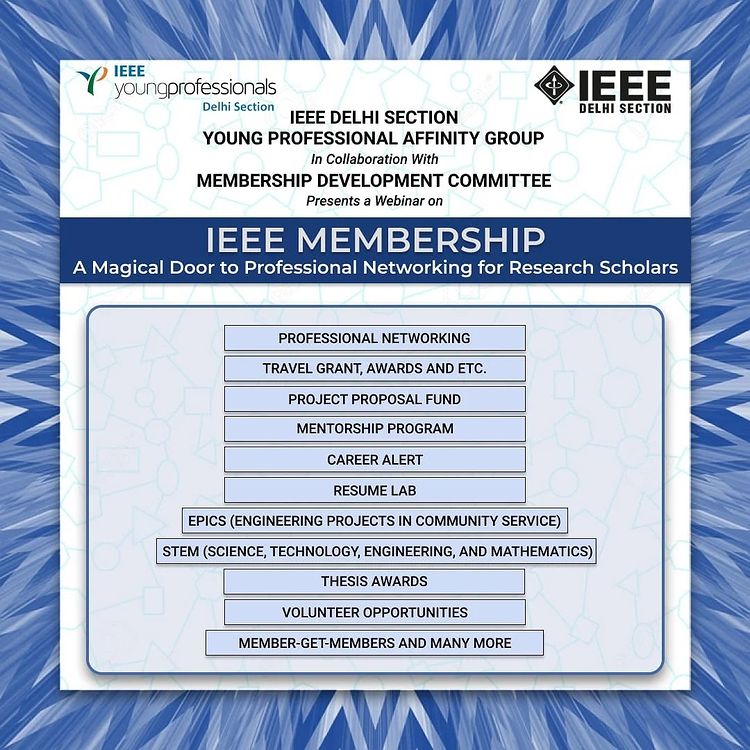 IEEE
youngprofessionals
Delhi Section
IEEE
DELHI SECTION
IEEE DELHI SECTION
YOUNG PROFESSIONAL AFFINITY GROUP
In Collaboration With
MEMBERSHIP DEVELOPMENT COMMITTEE
Presents a Webinar on
IEEE MEMBERSHIP
A Magical Door to Professional Networking for Research Scholars
PROFESSIONAL NETWORKING
TRAVEL GRANT, AWARDS AND ETC.
PROJECT PROPOSAL FUND
MENTORSHIP PROGRAM
CAREER ALERT
RESUME LAB
EPICS (ENGINEERING PROJECTS IN COMMUNITY SERVICE)
STEM (SCIENCE, TECHNOLOGY, ENGINEERING, AND MATHEMATICS)
THESIS AWARDS
VOLUNTEER OPPORTUNITIES
MEMBER-GET-MEMBERS AND MANY MORE